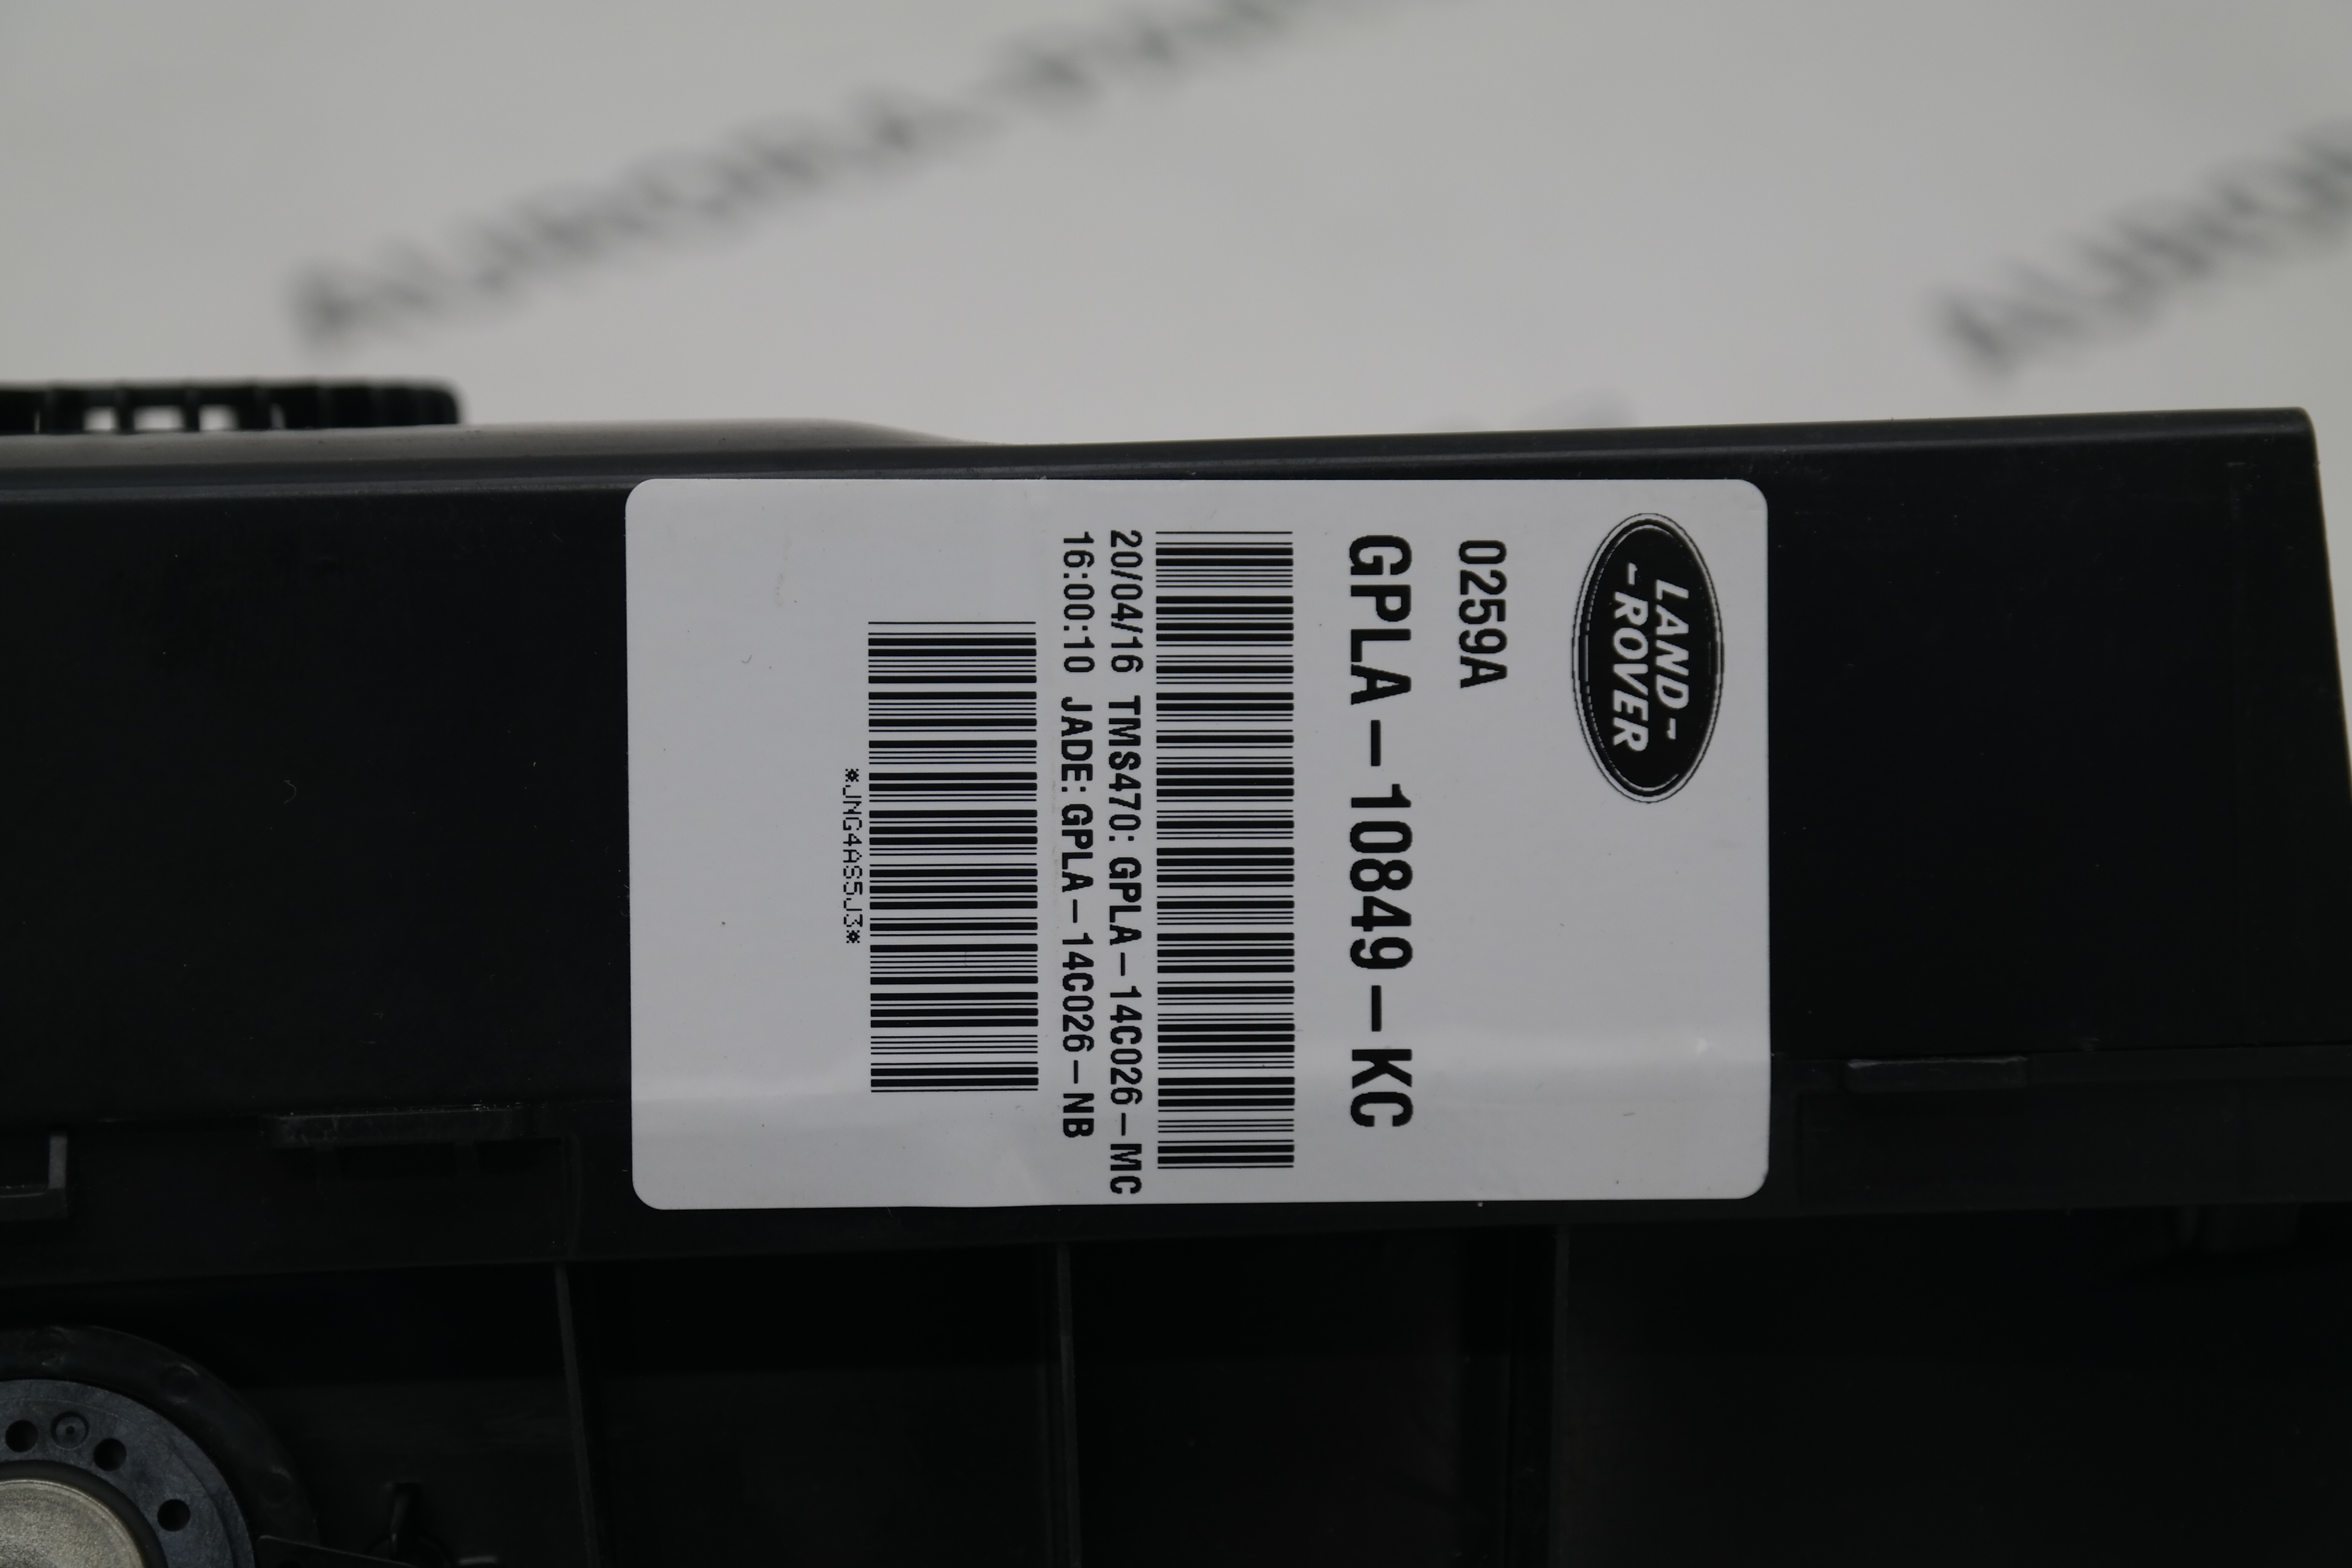 LAND-
-ROVER
0259A
GPLA-10849-KC
20/04/16 TMS470: GPLA-14C026-MC
16:00:10 JADE:GPLA-14C026-NB
*JNG4AS5J3*